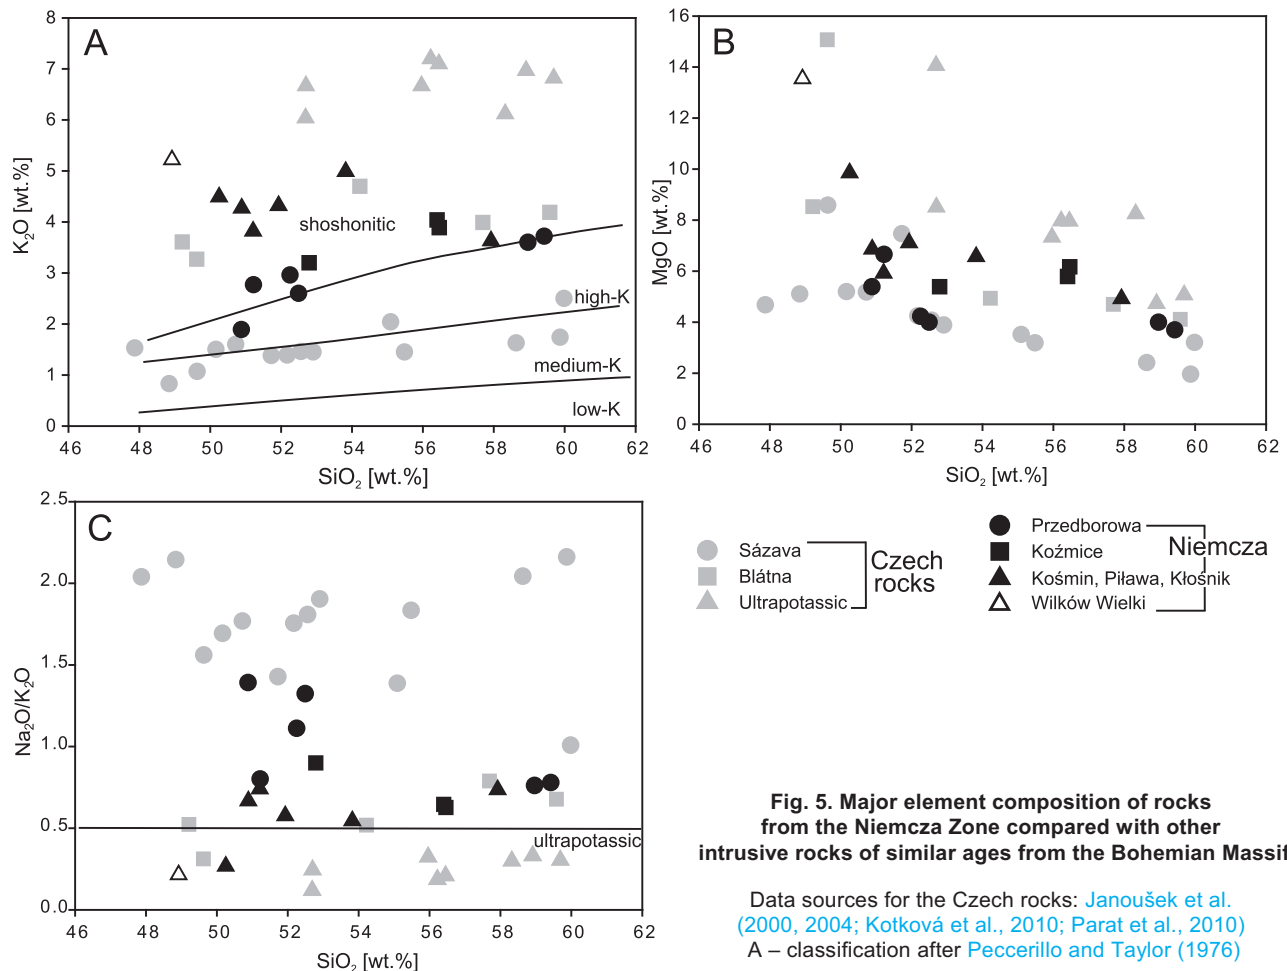 A
8
7
6
5
4
3
2
1
0
K2O [wt.%]
shoshonitic
high-K
medium-K
low-K
46 48 50 52 54 56 58 60 62
SiO2 [wt.%]
B
16
14
12
10
8
6
4
2
0
MgO [wt.%]
46 48 50 52 54 56 58 60 62
SiO2 [wt.%]
C
2.5
2.0
1.5
1.0
0.5
0.0
Na2O/K2O
ultrapotassic
46 48 50 52 54 56 58 60 62
SiO2 [wt.%]
Sázava
Blátna
Ultrapotassic
Czech
rocks
Przedborowa
Koźmice
Kośmin, Piława, Kłośnik
Wilków Wielki
Niemcza
Fig. 5. Major element composition of rocks
from the Niemcza Zone compared with other
intrusive rocks of similar ages from the Bohemian Massif
Data sources for the Czech rocks: Janoušek et al.
(2000, 2004; Kotková et al., 2010; Parat et al., 2010)
A – classification after Peccerillo and Taylor (1976)